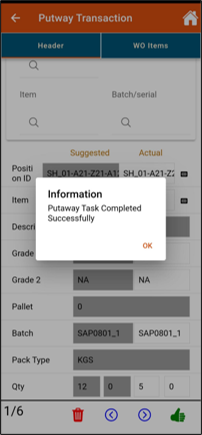 Putway Transaction
Header
WO Items
Item
Batch/serial
Suggested
Actual
Positi
on ID
SH_01-A21-Z21-A12
SH_01-A21-Z2
Item
Information
Putaway Task Completed
Successfully
OK
Descri
Grade
Grade 2
NA
NA
Pallet
0
Batch
SAP0801_1
SAP0801_1
Pack Type
KGS
Qty
12
0
5
0
1/6